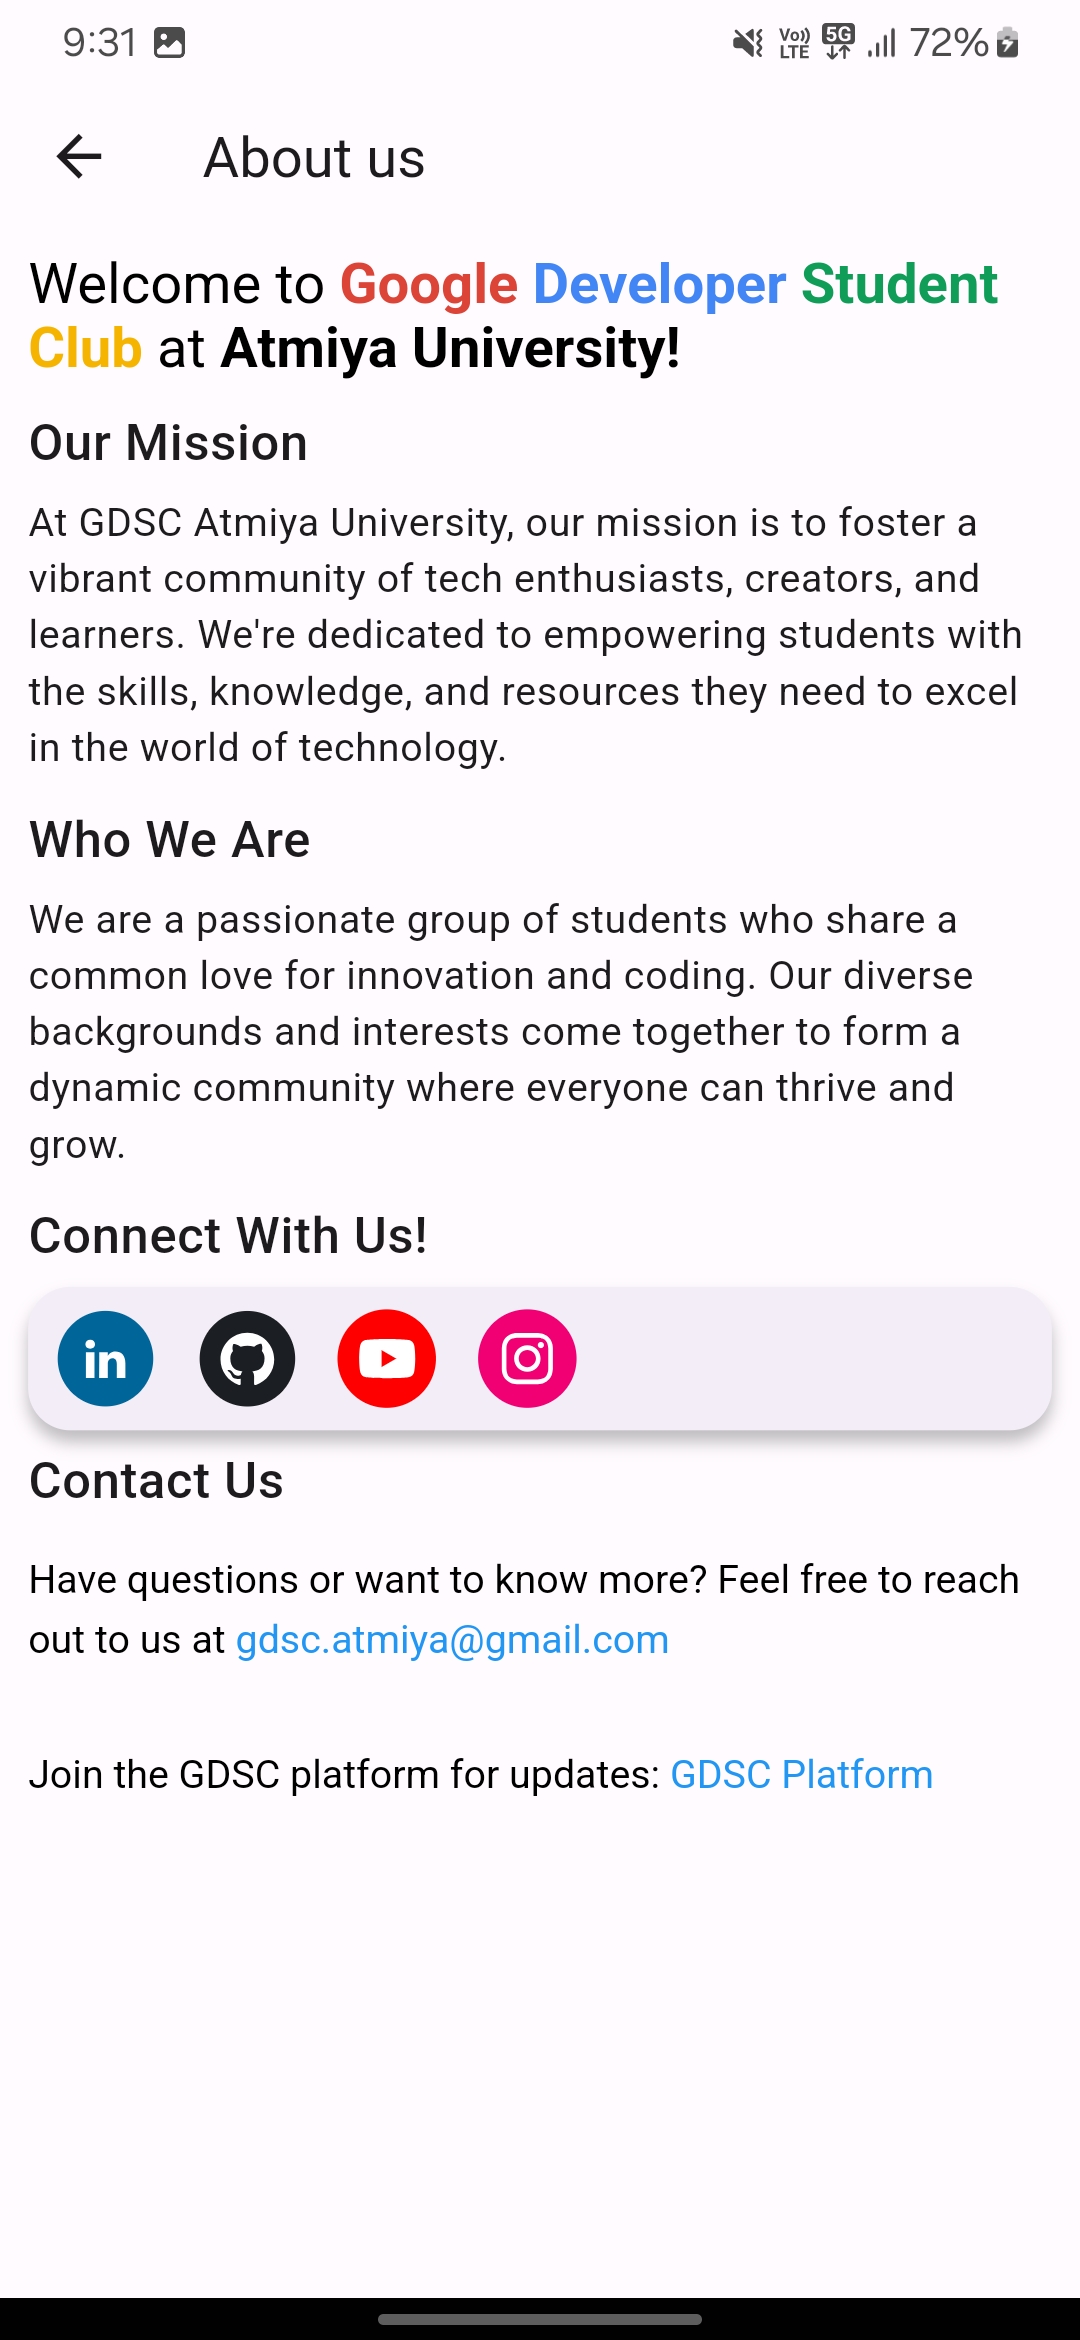 9:31 Vo)) LTE 5G 72%
About us
Welcome to Google Developer Student
Club at Atmiya University!
Our Mission
At GDSC Atmiya University, our mission is to foster a
vibrant community of tech enthusiasts, creators, and
learners. We're dedicated to empowering students with
the skills, knowledge, and resources they need to excel
in the world of technology.
Who We Are
We are a passionate group of students who share a
common love for innovation and coding. Our diverse
backgrounds and interests come together to form a
dynamic community where everyone can thrive and
grow.
Connect With Us!
in
Contact Us
Have questions or want to know more? Feel free to reach
out to us at gdsc.atmiya@gmail.com
Join the GDSC platform for updates: GDSC Platform